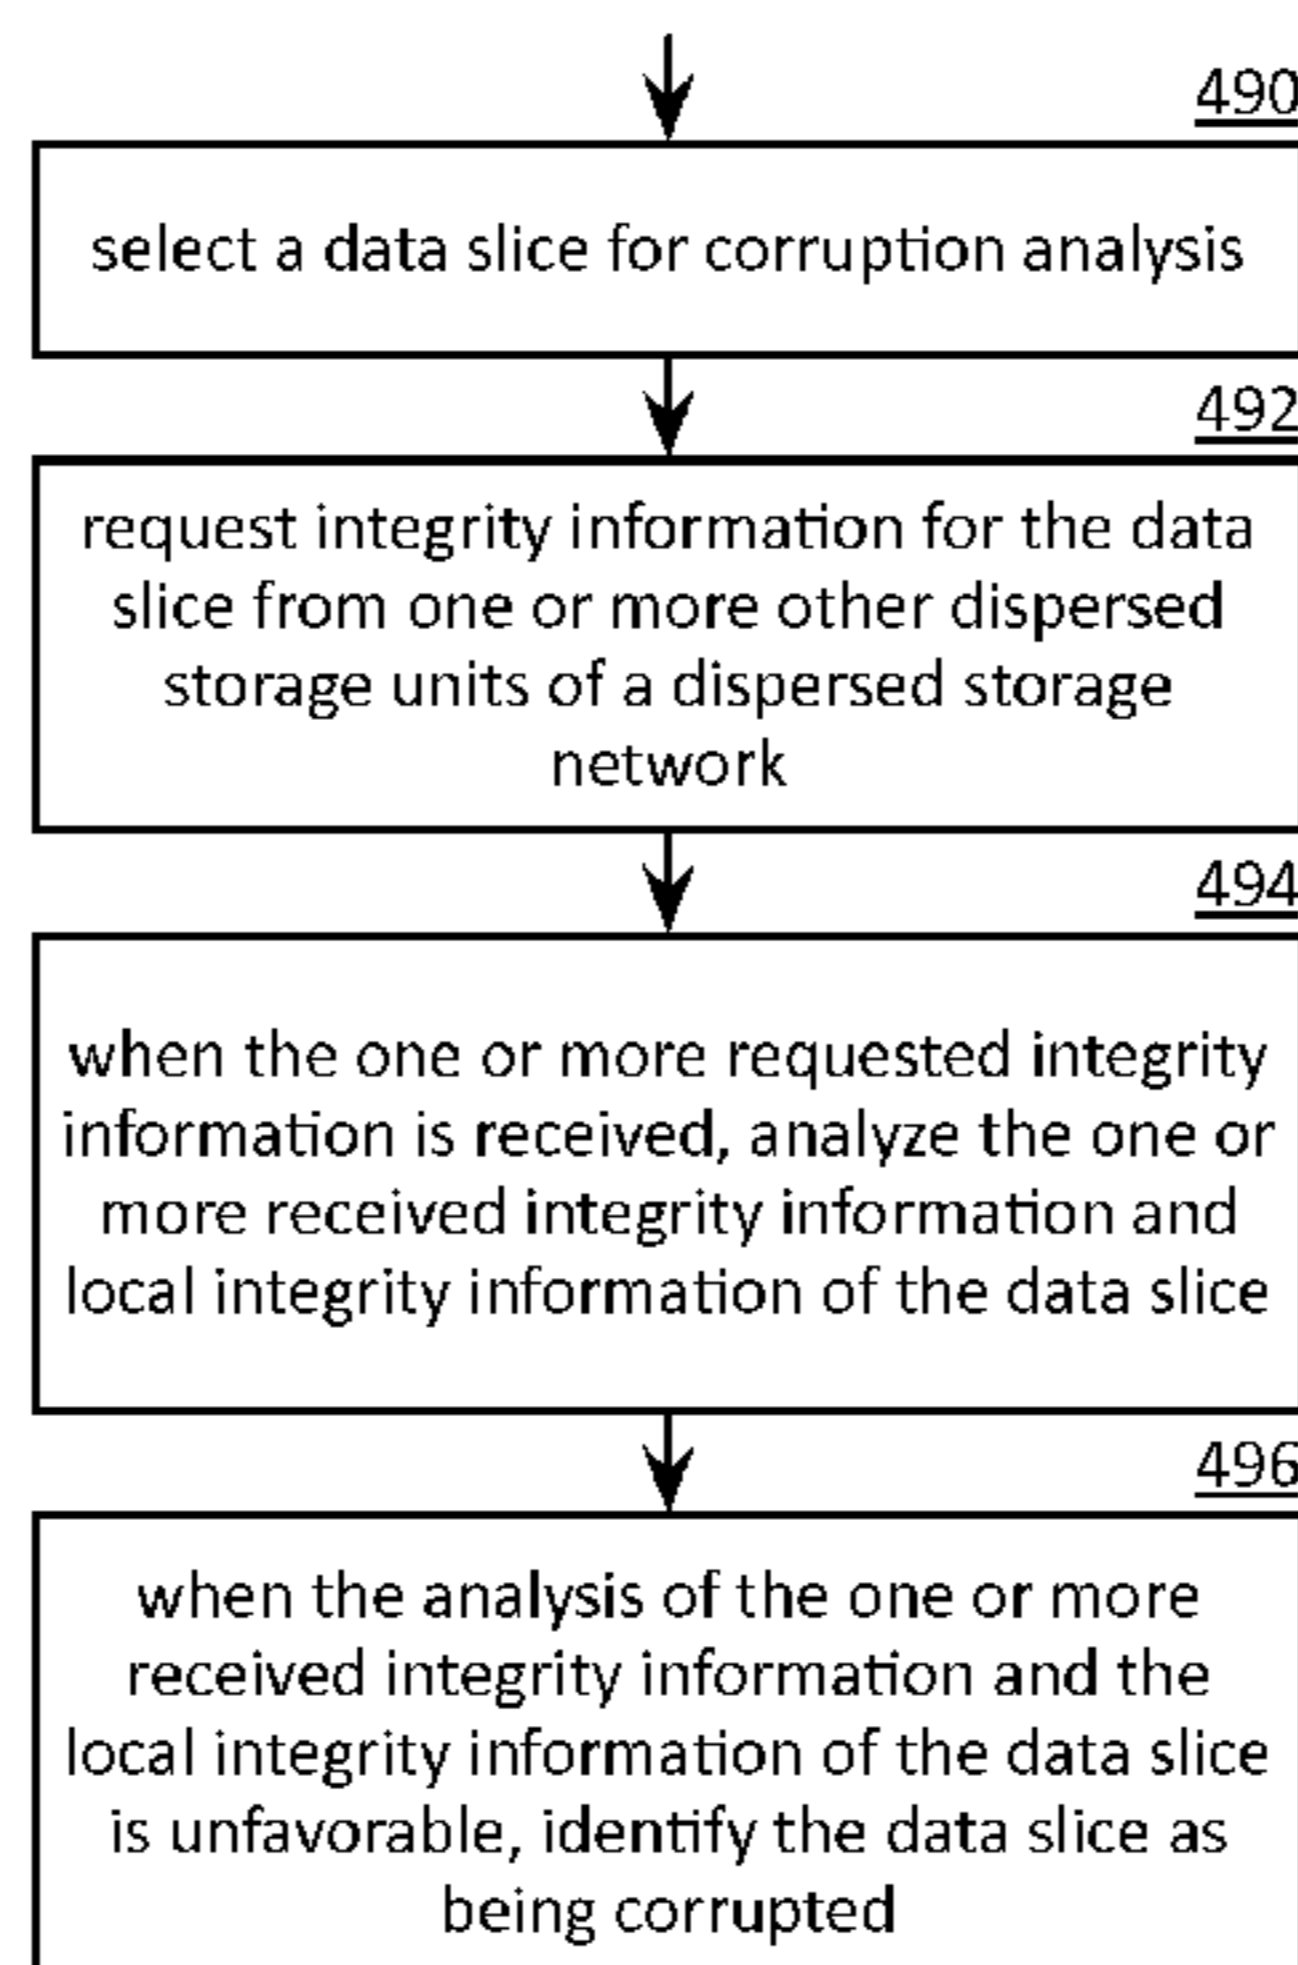 490
select a data slice for corruption analysis
492
request integrity information for the data
slice from one or more other dispersed
storage units of a dispersed storage
network
494
when the one or more requested integrity
information is received, analyze the one or
more received integrity information and
local integrity information of the data slice
496
when the analysis of the one or more
received integrity information and the
local integrity information of the data slice
is unfavorable, identify the data slice as
being corrupted